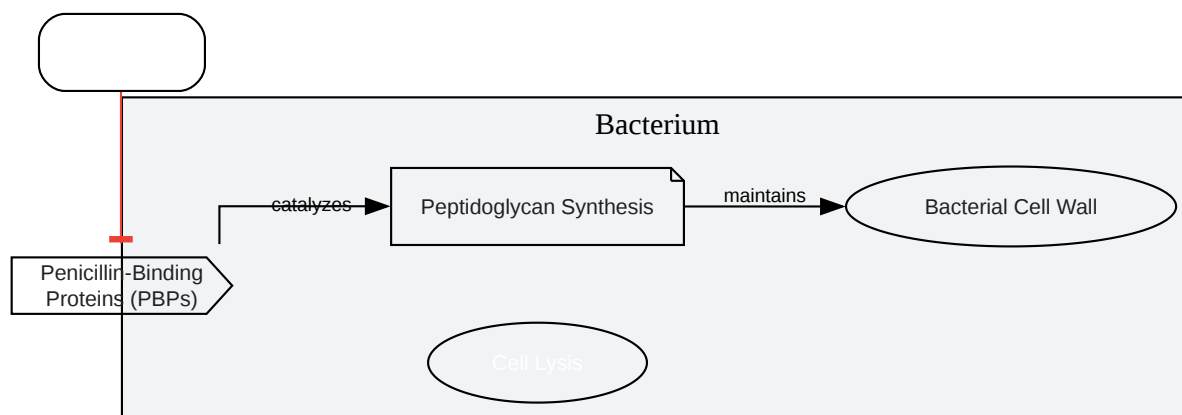 Bacterium
catalyzes
Peptidoglycan Synthesis
maintains
Bacterial Cell Wall
Penicillin-Binding
Proteins (PBPs)
Cell Lysis